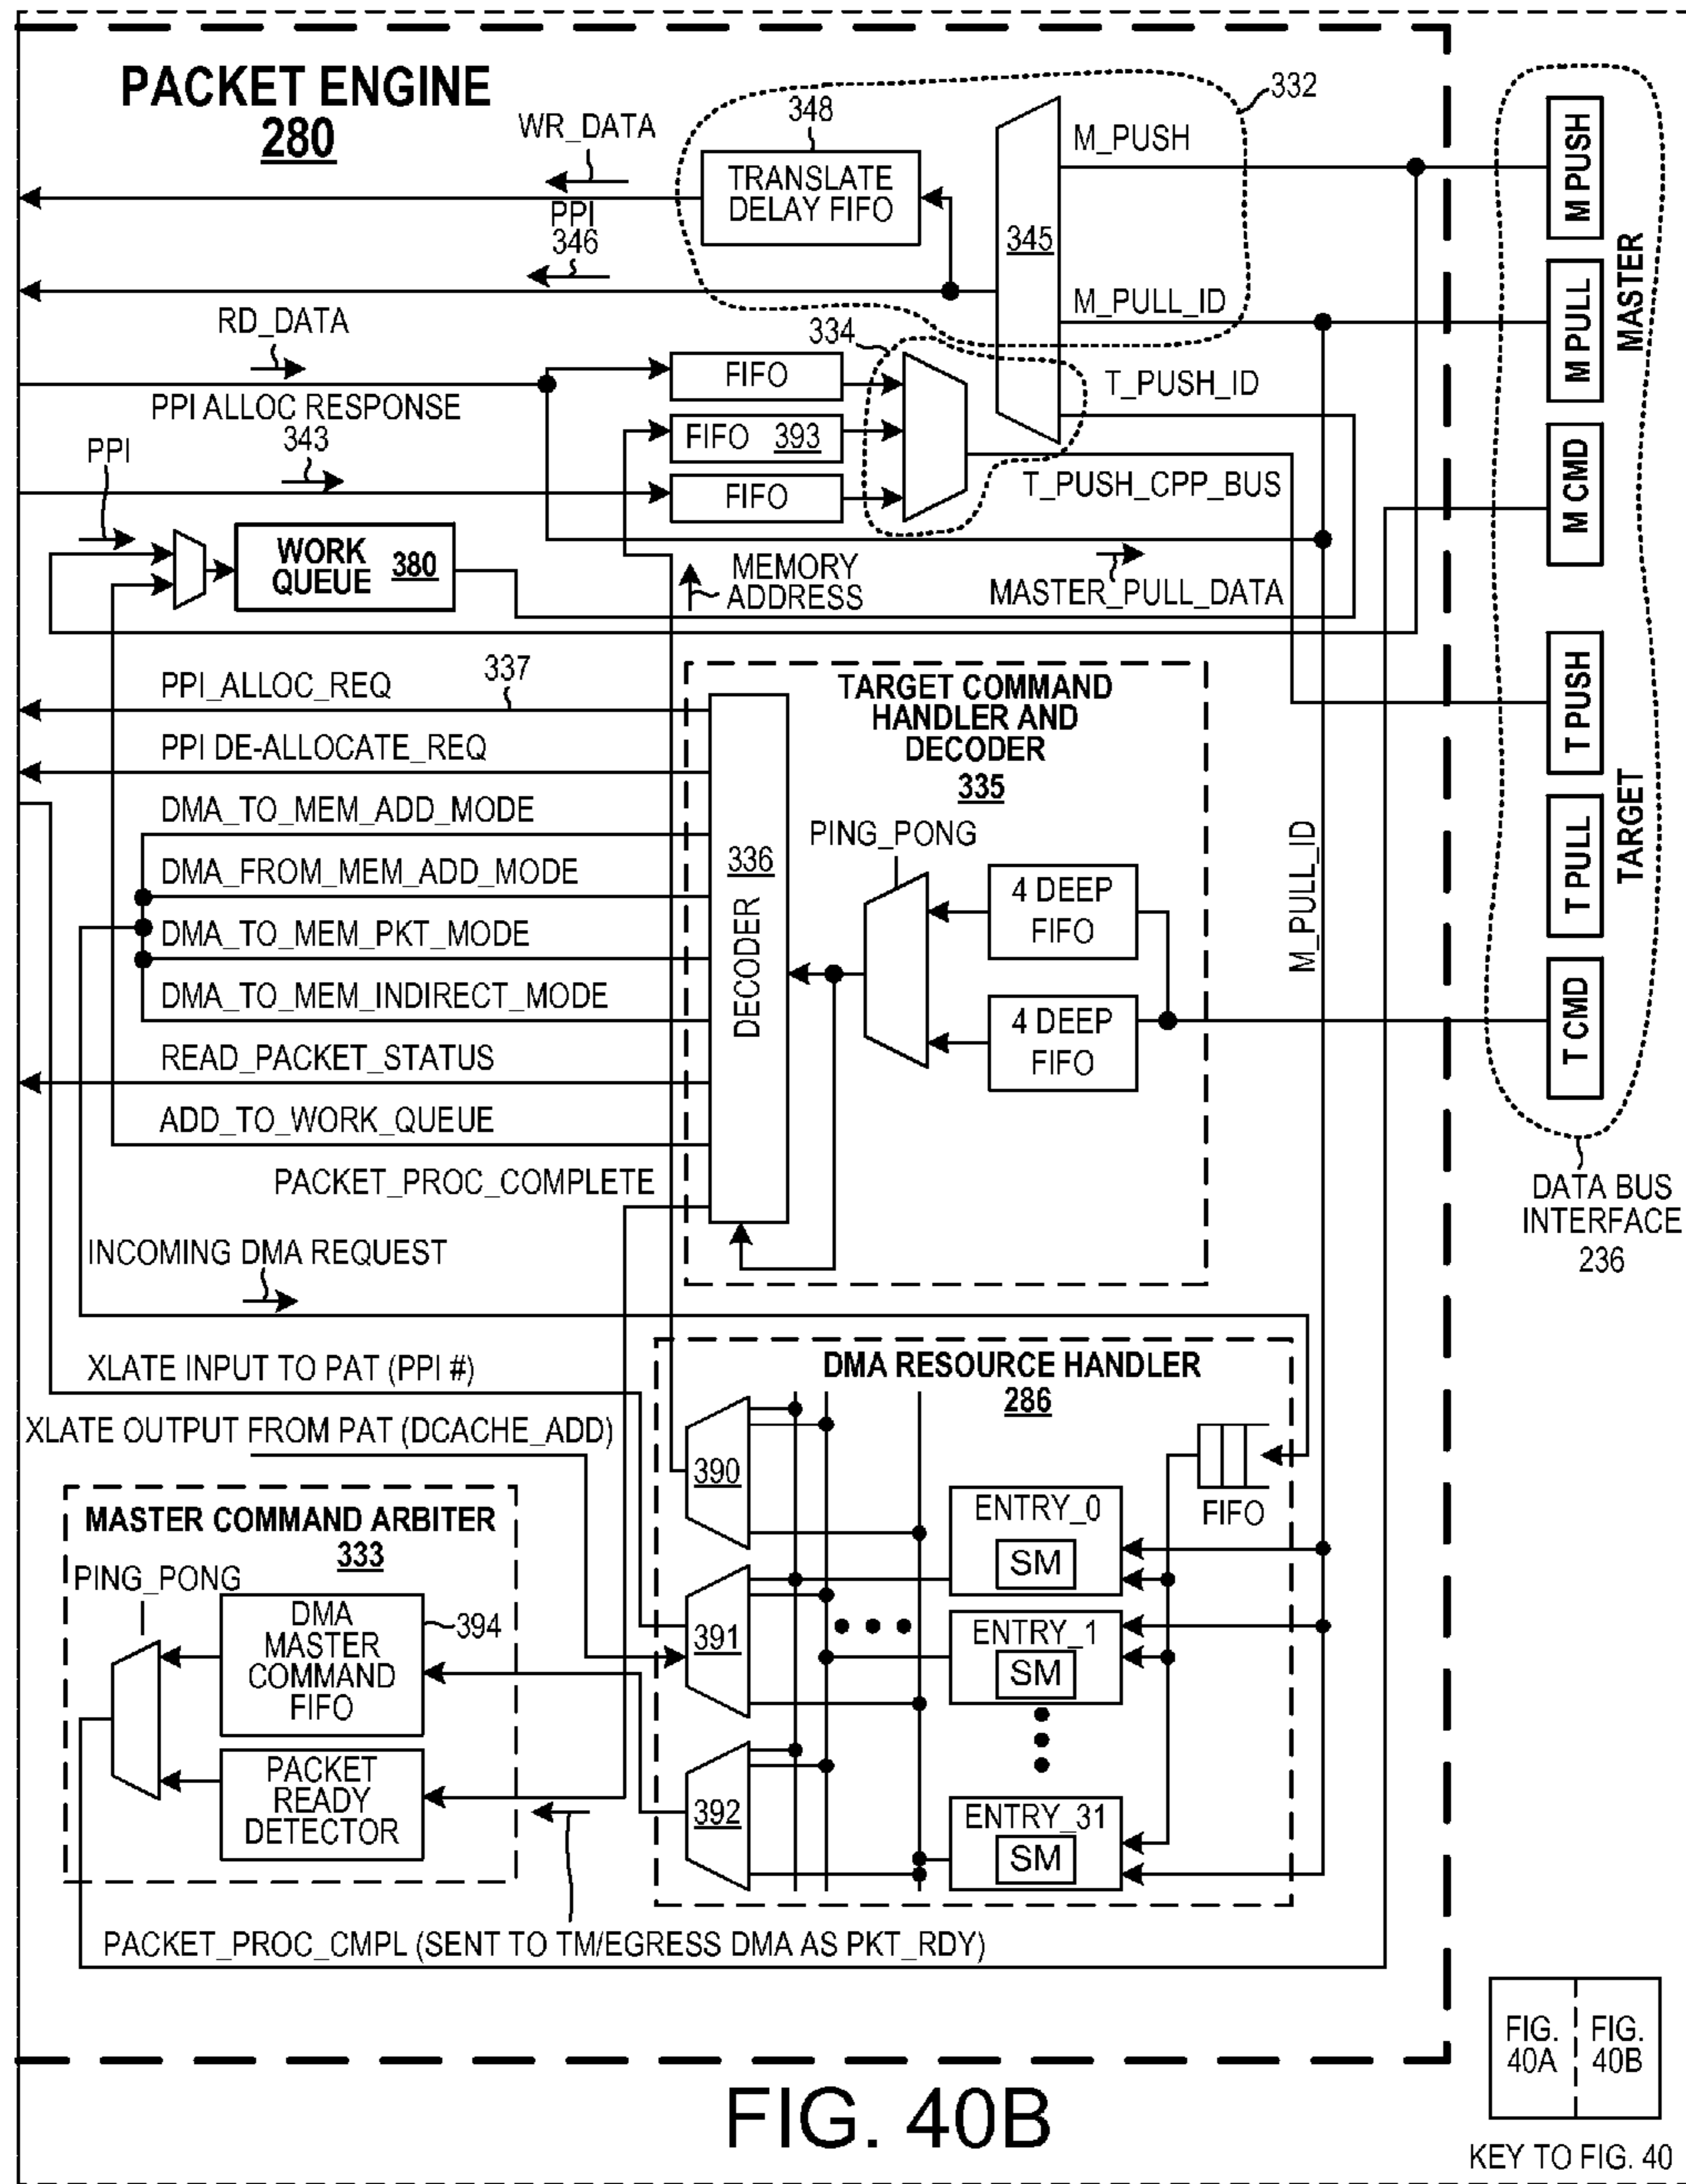 PACKET ENGINE
280
WR_DATA
348
332
TRANSLATE
DELAY FIFO
PPI
346
345
M_PUSH
M_PULL_ID
RD_DATA
334
FIFO
T_PUSH_ID
PPI ALLOC RESPONSE
343
FIFO 393
PPI
FIFO
T_PUSH_CPP_BUS
WORK
QUEUE 380
MEMORY
ADDRESS
MASTER_PULL_DATA
M PUSH
M PULL
MASTER
M CMD
T PUSH
T PULL
TARGET
T CMD
DATA BUS
INTERFACE
236
PPI_ALLOC_REQ
337
PPI DE-ALLOCATE_REQ
DMA_TO_MEM_ADD_MODE
DMA_FROM_MEM_ADD_MODE
DMA_TO_MEM_PKT_MODE
DMA_TO_MEM_INDIRECT_MODE
READ_PACKET_STATUS
ADD_TO_WORK_QUEUE
PACKET_PROC_COMPLETE
TARGET COMMAND
HANDLER AND
DECODER
335
336
DECODER
PING_PONG
4 DEEP
FIFO
4 DEEP
FIFO
M_PULL_ID
INCOMING DMA REQUEST
XLATE INPUT TO PAT (PPI #)
XLATE OUTPUT FROM PAT (DCACHE_ADD)
DMA RESOURCE HANDLER
286
390
391
392
FIFO
ENTRY_0
SM
ENTRY_1
SM
ENTRY_31
SM
MASTER COMMAND ARBITER
333
PING_PONG
DMA
MASTER
COMMAND
FIFO
394
PACKET
READY
DETECTOR
PACKET_PROC_CMPL (SENT TO TM/EGRESS DMA AS PKT_RDY)
FIG. 40B
FIG.
40A
FIG.
40B
KEY TO FIG. 40